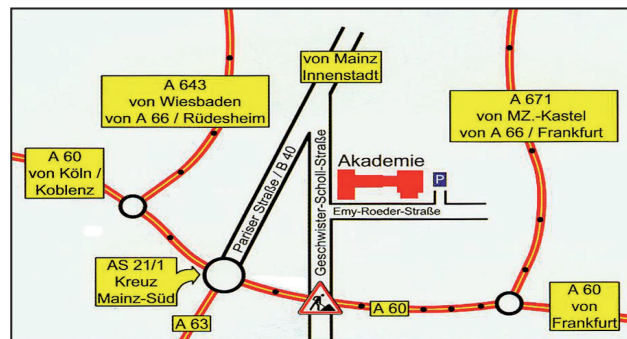 von Mainz
Innenstadt
A 643
von Wiesbaden
von A 66 / Rüdesheim
A 671
von MZ.-Kastel
von A 66 / Frankfurt
A 60
von Köln /
Koblenz
Pariser Straße / B 40
Geschwister-Scholl-Straße
Akademie
P
Emy-Roeder-Straße
AS 21/1
Kreuz
Mainz-Süd
A 63
A 60
A 60
von
Frankfurt